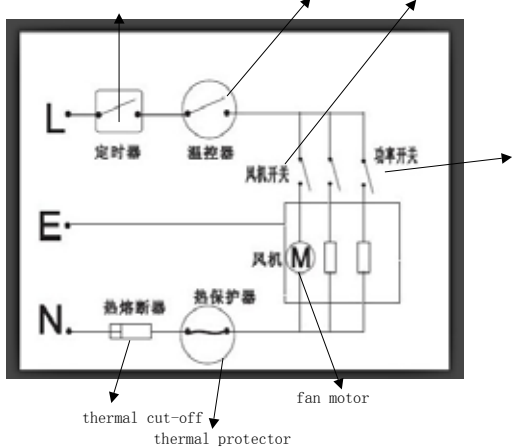 L
定时器
温控器
风机开关
功率开关
E
风机
M
热熔断器
热保护器
N
thermal cut-off
thermal protector
fan motor